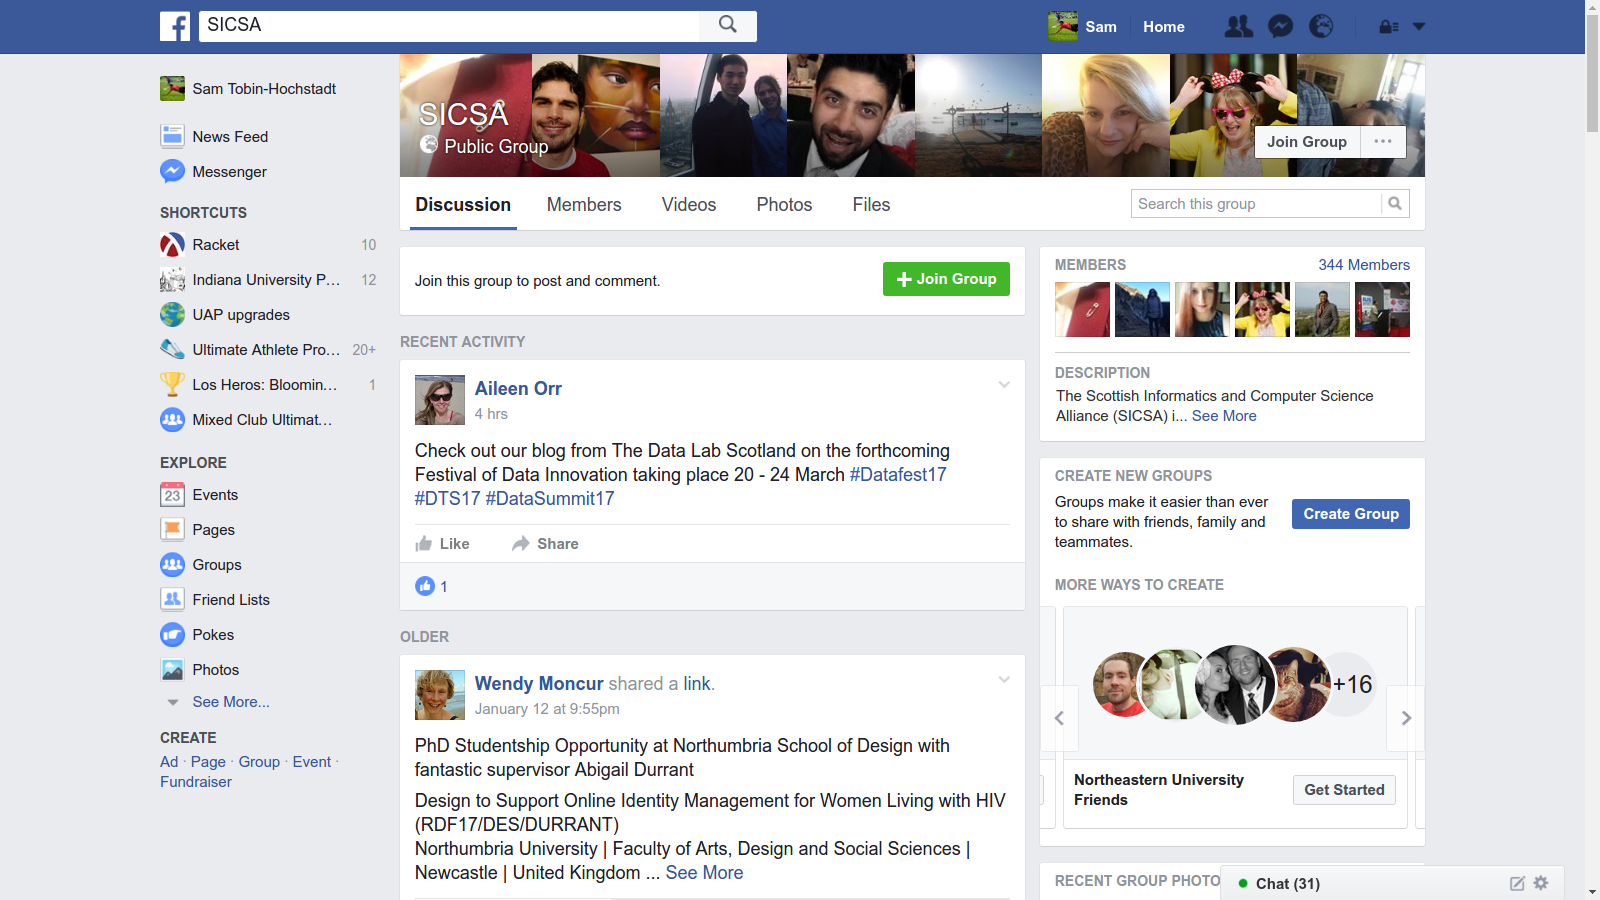 SICSA
Sam
Home
Sam Tobin-Hochstadt
News Feed
Messenger
SHORTCUTS
Racket 10
Indiana University P... 12
UAP upgrades
Ultimate Athlete Pro... 20+
Los Heros: Bloomin... 1
Mixed Club Ultimat...
EXPLORE
23 Events
Pages
Groups
Friend Lists
Pokes
Photos
See More...
CREATE
Ad · Page · Group · Event ·
Fundraiser
SICSA
Public Group
Join Group
Discussion Members Videos Photos Files
Search this group
Join this group to post and comment.
Join Group
RECENT ACTIVITY
Aileen Orr
4 hrs
Check out our blog from The Data Lab Scotland on the forthcoming
Festival of Data Innovation taking place 20 - 24 March #Datafest17
#DTS17 #DataSummit17
Like Share
1
OLDER
Wendy Moncur shared a link.
January 12 at 9:55pm
PhD Studentship Opportunity at Northumbria School of Design with
fantastic supervisor Abigail Durrant
Design to Support Online Identity Management for Women Living with HIV
(RDF17/DES/DURRANT)
Northumbria University | Faculty of Arts, Design and Social Sciences |
Newcastle | United Kingdom ... See More
MEMBERS 344 Members
DESCRIPTION
The Scottish Informatics and Computer Science
Alliance (SICSA) i... See More
CREATE NEW GROUPS
Groups make it easier than ever
to share with friends, family and
teammates.
Create Group
MORE WAYS TO CREATE
+16
Northeastern University
Friends
Get Started
RECENT GROUP PHOTO
Chat (31)